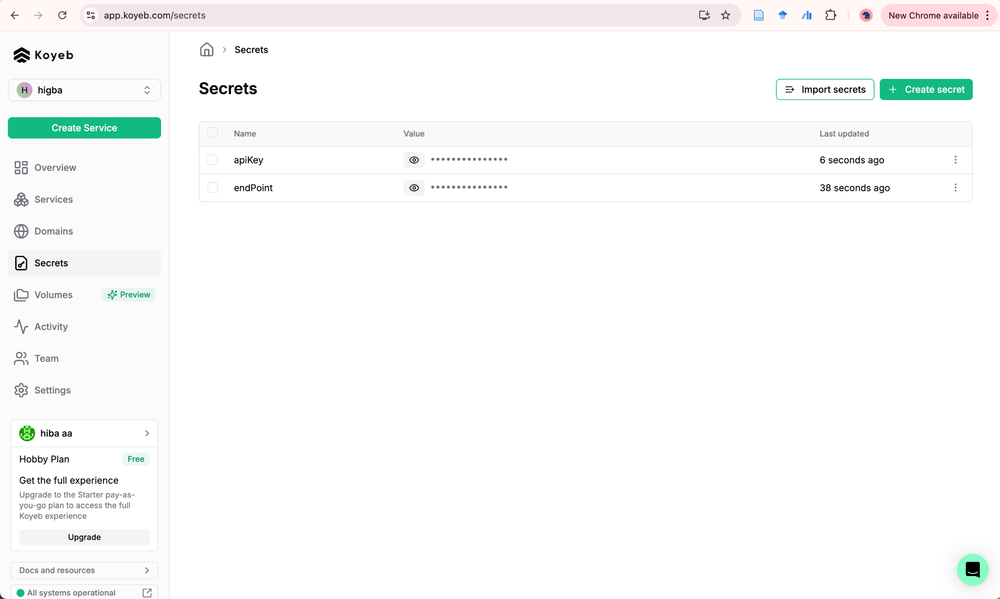 app.koyeb.com/secrets
New Chrome available
Koyeb
H higba
Create Service
Overview
Services
Domains
Secrets
Volumes Preview
Activity
Team
Settings
hiba aa
Hobby Plan Free
Get the full experience
Upgrade to the Starter pay-as-
you-go plan to access the full
Koyeb experience
Upgrade
Docs and resources
All systems operational
Secrets
Secrets
Import secrets
Create secret
Name Value Last updated
apiKey ••••••••••••••• 6 seconds ago
endPoint ••••••••••••••• 38 seconds ago